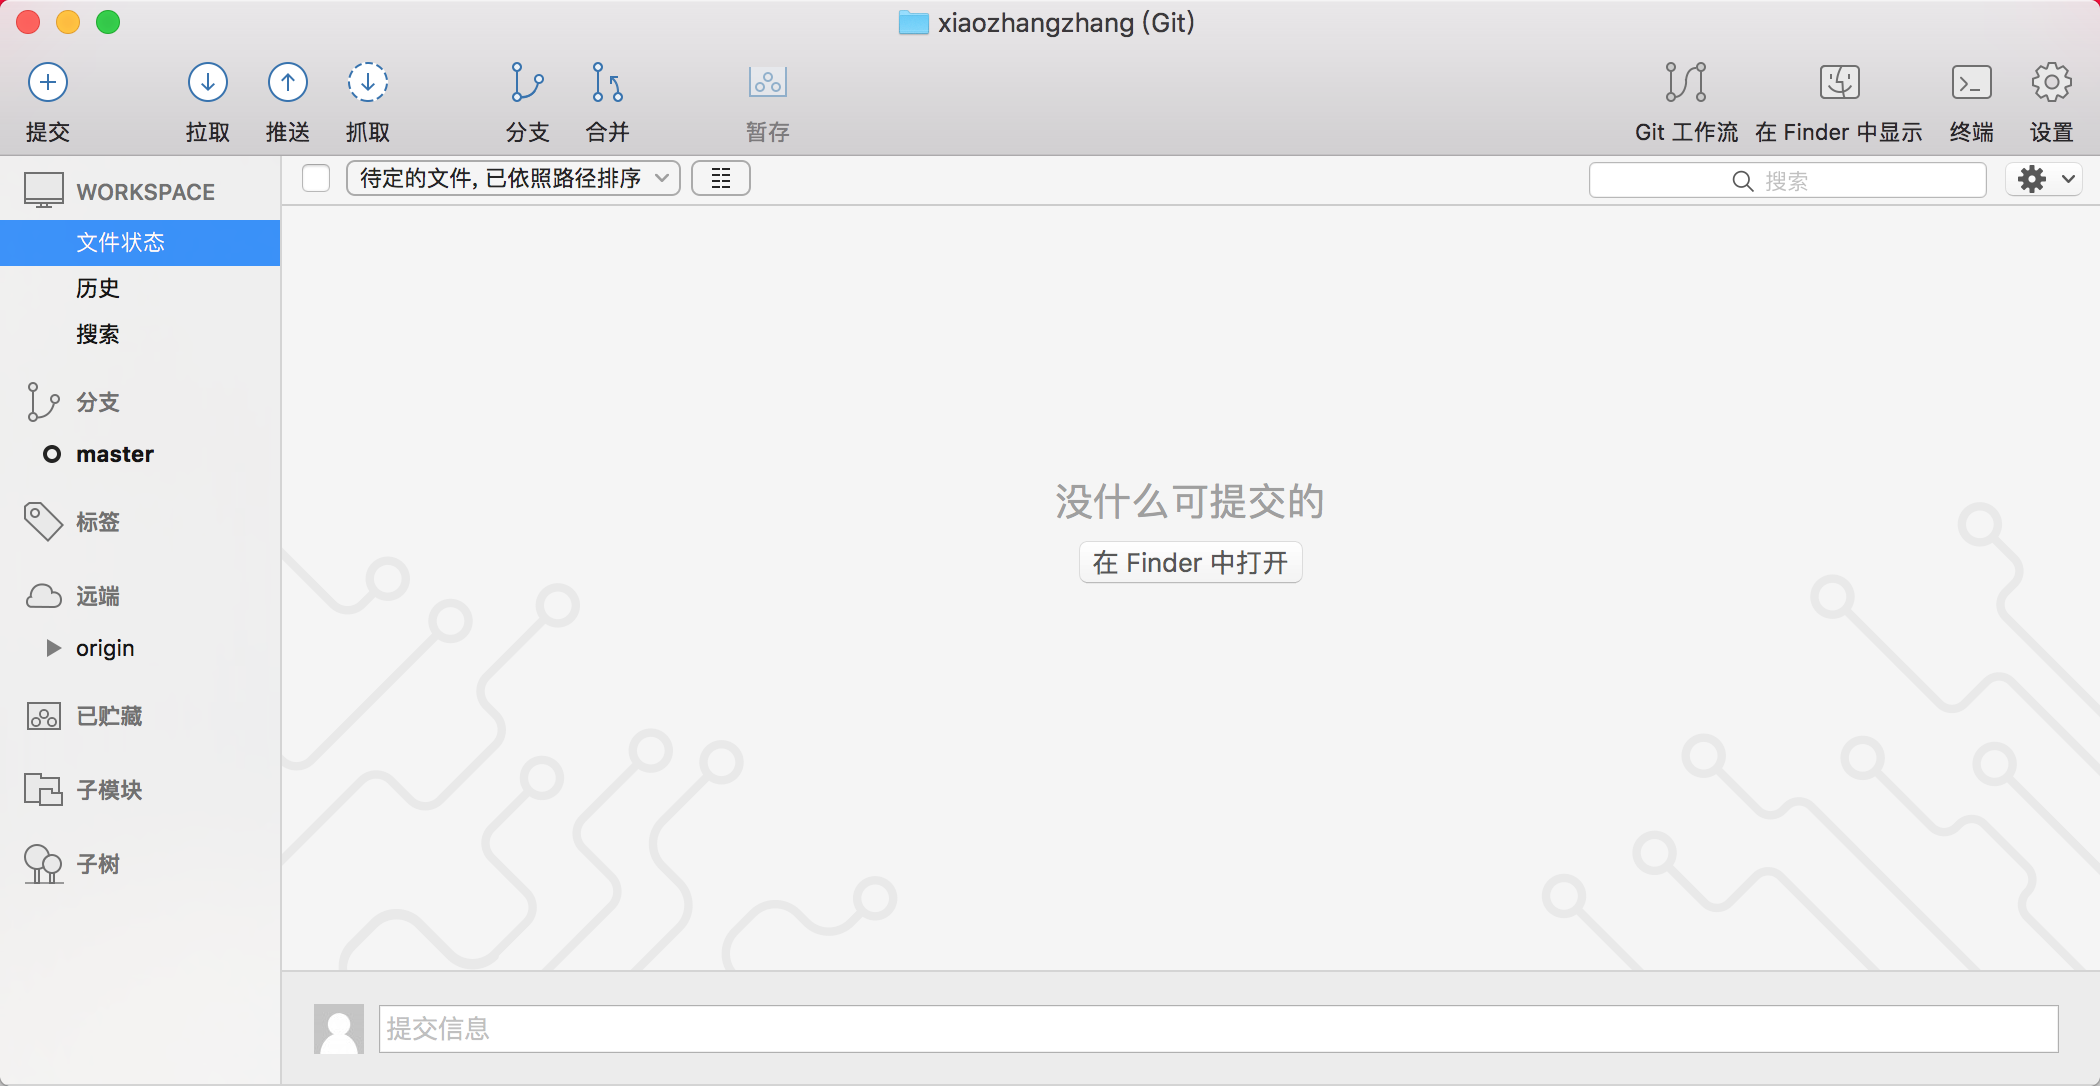 xiaozhangzhang (Git)
提交
拉取
推送
抓取
分支
合并
暂存
Git 工作流
在 Finder 中显示
终端
设置
WORKSPACE
文件状态
历史
搜索
分支
master
标签
远端
origin
已贮藏
子模块
子树
待定的文件, 已依照路径排序
搜索
没什么可提交的
在 Finder 中打开
提交信息